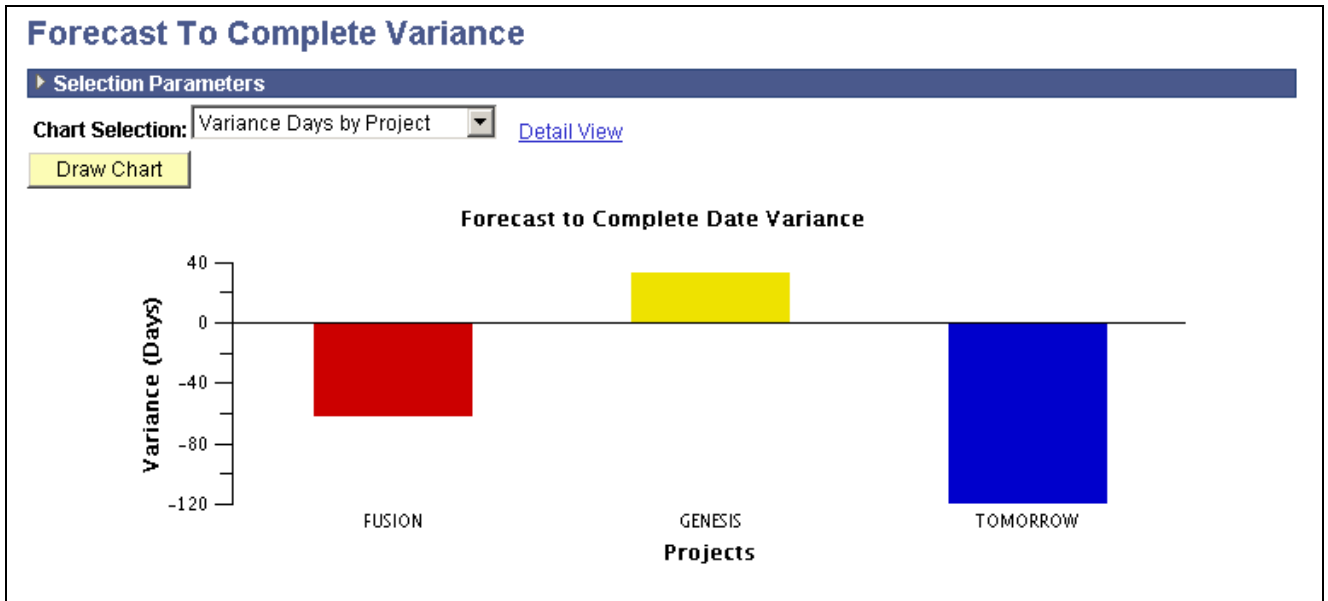 Forecast To Complete Variance
Selection Parameters
Chart Selection: Variance Days by Project Detail View
Draw Chart
Forecast to Complete Date Variance
40
0
-40
-80
-120
Variance (Days)
FUSION GENESIS TOMORROW
Projects